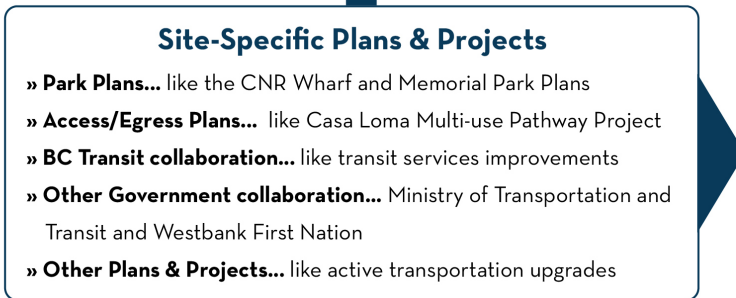 Site-Specific Plans & Projects
» Park Plans... like the CNR Wharf and Memorial Park Plans
» Access/Egress Plans... like Casa Loma Multi-use Pathway Project
» BC Transit collaboration... like transit services improvements
» Other Government collaboration... Ministry of Transportation and
Transit and Westbank First Nation
» Other Plans & Projects... like active transportation upgrades